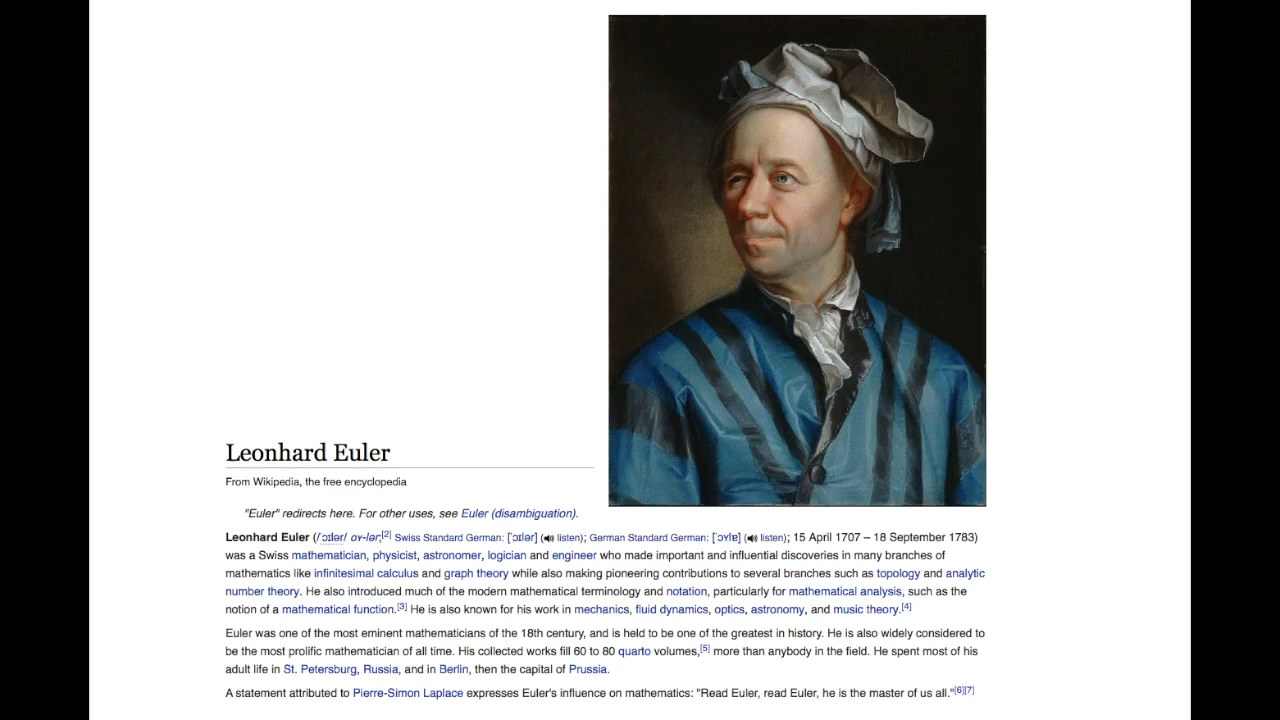 Leonhard Euler
From Wikipedia, the free encyclopedia
"Euler" redirects here. For other uses, see Euler (disambiguation).
Leonhard Euler (/ˈɔɪlər/ OY-lər;[2] Swiss Standard German: [ˈɔɪlər] (listen); German Standard German: [ˈɔʏlɐ] (listen); 15 April 1707 – 18 September 1783)
was a Swiss mathematician, physicist, astronomer, logician and engineer who made important and influential discoveries in many branches of
mathematics like infinitesimal calculus and graph theory while also making pioneering contributions to several branches such as topology and analytic
number theory. He also introduced much of the modern mathematical terminology and notation, particularly for mathematical analysis, such as the
notion of a mathematical function.[3] He is also known for his work in mechanics, fluid dynamics, optics, astronomy, and music theory.[4]
Euler was one of the most eminent mathematicians of the 18th century, and is held to be one of the greatest in history. He is also widely considered to
be the most prolific mathematician of all time. His collected works fill 60 to 80 quarto volumes,[5] more than anybody in the field. He spent most of his
adult life in St. Petersburg, Russia, and in Berlin, then the capital of Prussia.
A statement attributed to Pierre-Simon Laplace expresses Euler's influence on mathematics: "Read Euler, read Euler, he is the master of us all."[6][7]